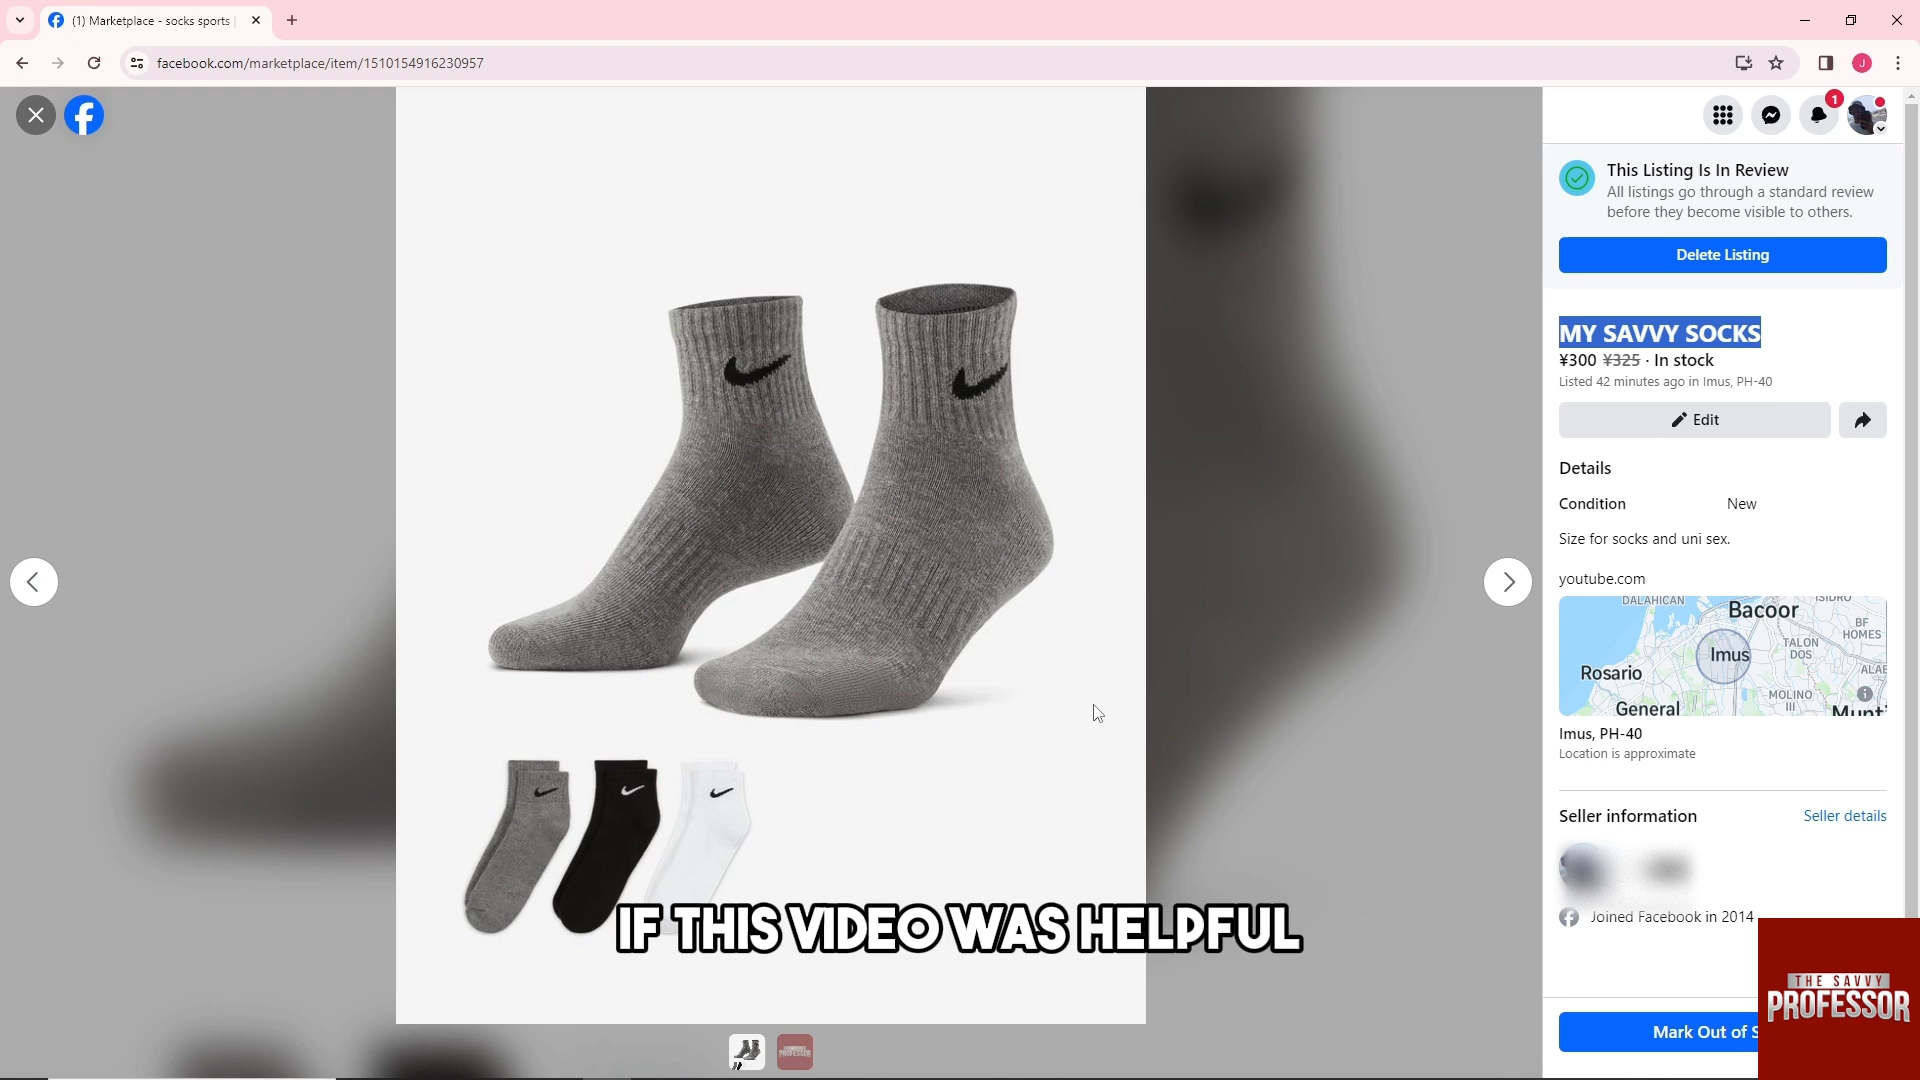 (1) Marketplace - socks sports
facebook.com/marketplace/item/1510154916230957
J
1
This Listing Is In Review
All listings go through a standard review
before they become visible to others.
Delete Listing
MY SAVVY SOCKS
¥300 ¥325 · In stock
Listed 42 minutes ago in Imus, PH-40
Edit
Details
Condition New
Size for socks and uni sex.
youtube.com
DALAHICAN
ISIDRO
Bacoor
BF
HOMES
TALON
DOS
Imus
Rosario
MOLINO
III
General
Imus, PH-40
Location is approximate
Seller information Seller details
Joined Facebook in 2014
IF THIS VIDEO WAS HELPFUL
THE SAVVY
PROFESSOR
Mark Out of S
PROFESSOR